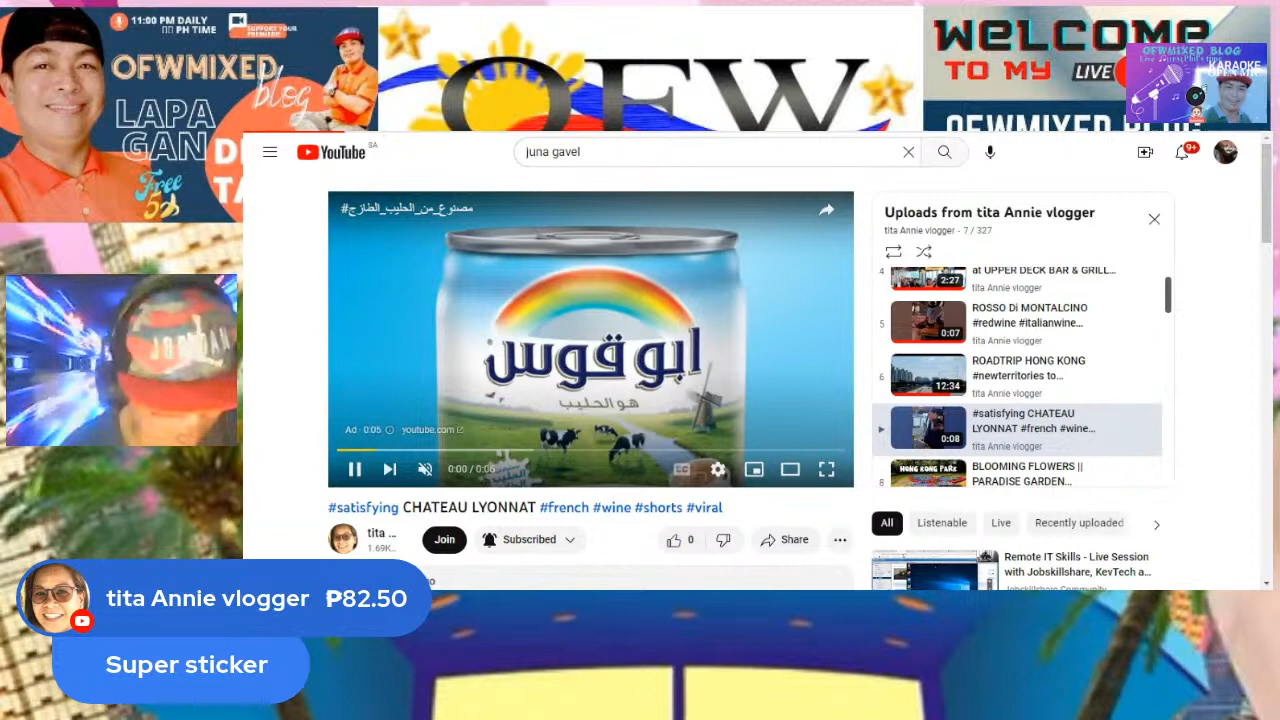 11:00 PM DAILY
PH TIME
SUPPORT YOUR
PREMIERE
OFWMIXED
blog
LAPA
GAN
Free
OFW
WELCOME
TO MY
LIVE
OFWMIXED BLOG
OFWMIXED BLOG
KARAOKE
YouTube
SA
juna gavel
9+
#مصنوع_من_الحليب_الطازج
ابو قوس
هو الحليب
Ad · 0:05
youtube.com
0:00 / 0:06
#satisfying CHATEAU LYONNAT #french #wine #shorts #viral
tita ...
1.69K...
Join
Subscribed
0
Share
Uploads from tita Annie vlogger
tita Annie vlogger - 7 / 327
4
2:27
at UPPER DECK BAR & GRILL...
tita Annie vlogger
5
0:07
ROSSO Di MONTALCINO
#redwine #italianwine...
tita Annie vlogger
6
12:34
ROADTRIP HONG KONG
#newterritories to...
tita Annie vlogger
0:08
#satisfying CHATEAU
LYONNAT #french #wine...
tita Annie vlogger
8
HONG KONG PARK
BLOOMING FLOWERS ||
PARADISE GARDEN...
All
Listenable
Live
Recently uploaded
Remote IT Skills - Live Session
with Jobskillshare, KevTech a...
Jobskillshare Community
tita Annie vlogger ₱82.50
Super sticker